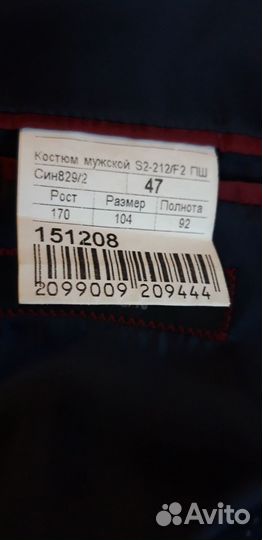 Костюм мужской S2-212/F2 ПШ
Син829/2 47
Рост Размер Полнота
170 104 92
151208
2099009 209444
Avito